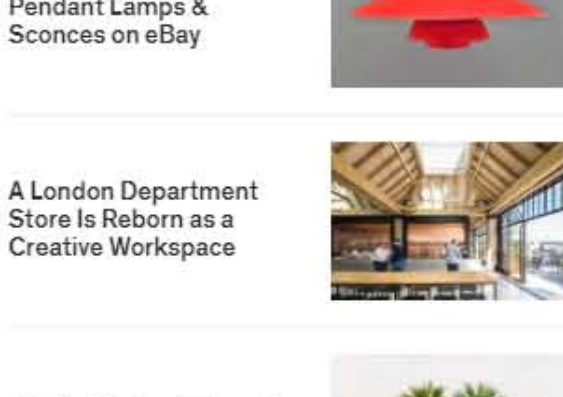 Pendant Lamps &
Sconces on eBay
A London Department
Store Is Reborn as a
Creative Workspace